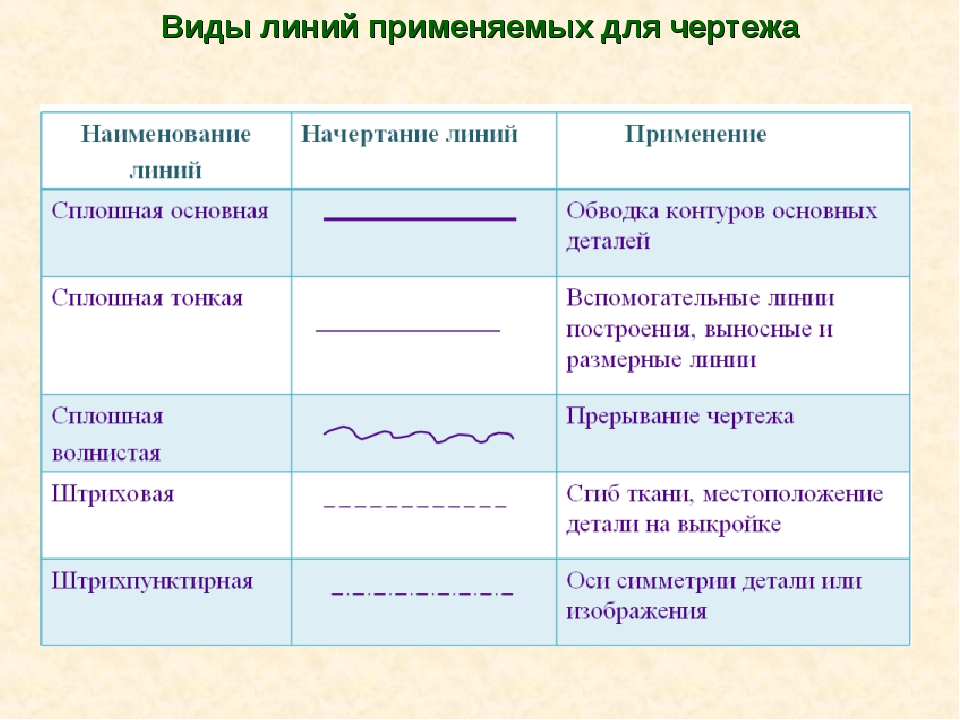 Виды линий применяемых для чертежа
Наименование
линий
Начертание линий
Применение
Сплошная основная
Обводка контуров основных
деталей
Сплошная тонкая
Вспомогательные линии
построения, выносные и
размерные линии
Сплошная
волнистая
Прерывание чертежа
Штриховая
Сгиб ткани, местоположение
детали на выкройке
Штрихпунктирная
Оси симметрии детали или
изображения